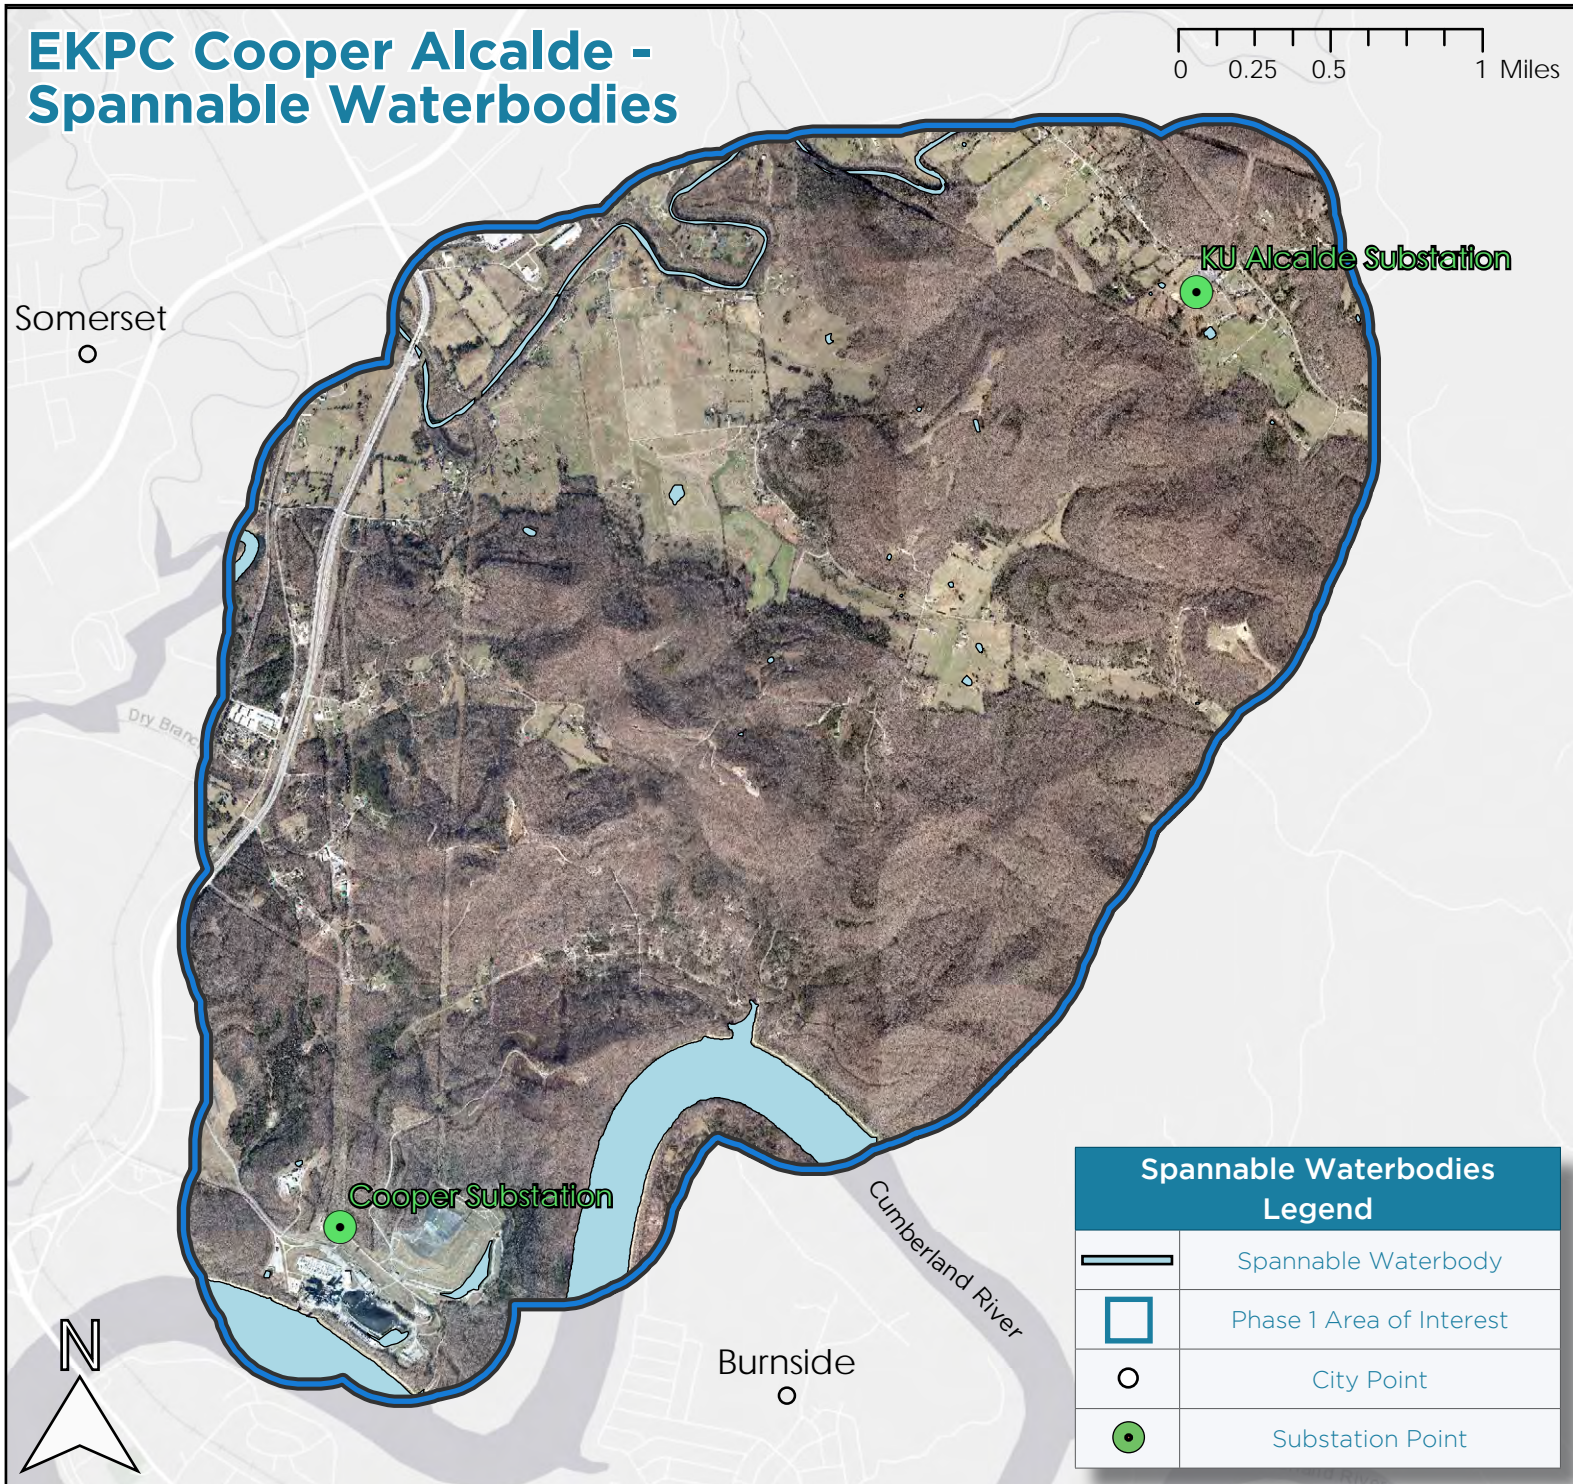 EKPC Cooper Alcalde -
Spannable Waterbodies
0 0.25 0.5 1 Miles
KU Alcalde Substation
Somerset
Dry Branch
Cooper Substation
Cumberland River
Burnside
N
Spannable Waterbodies
Legend
Spannable Waterbody
Phase 1 Area of Interest
City Point
Substation Point